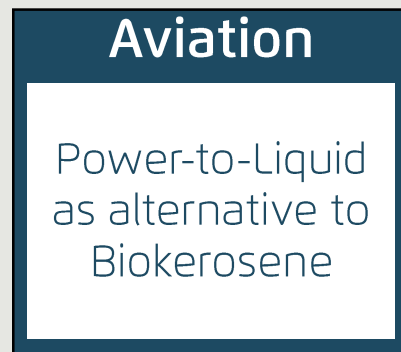 Aviation
Power-to-Liquid
as alternative to
Biokerosene